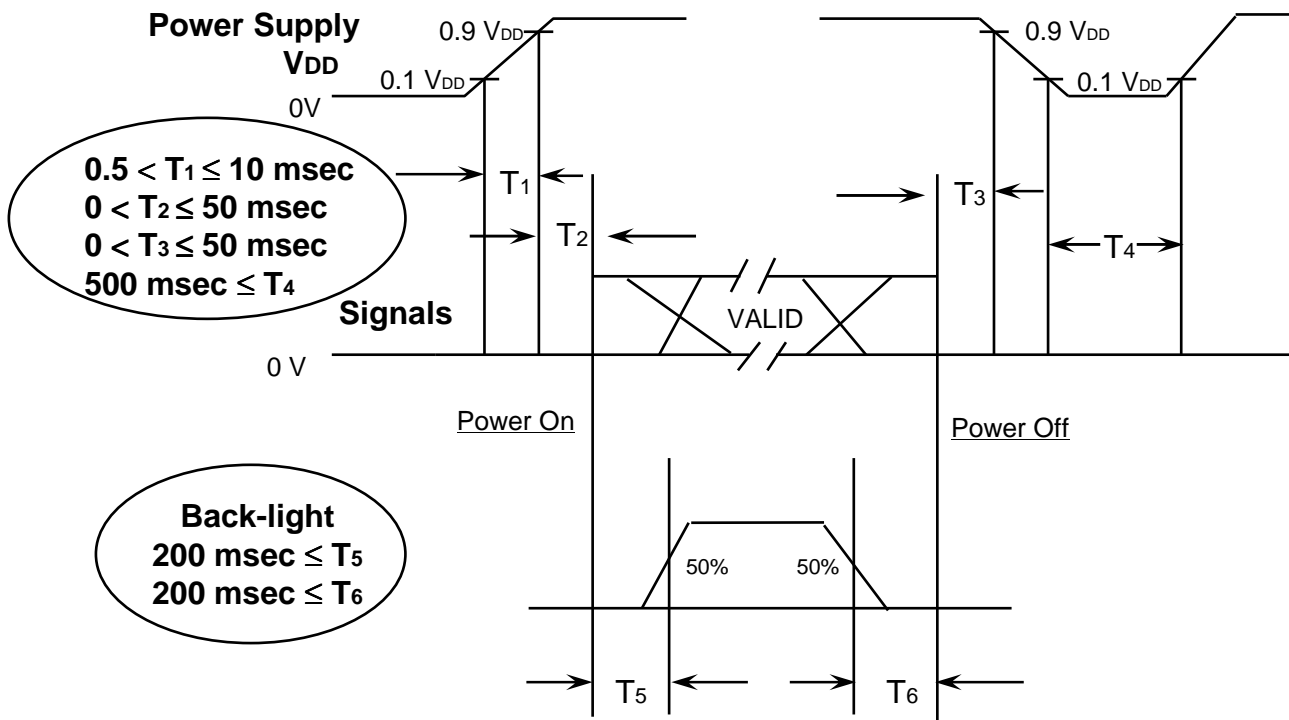 Power Supply
VDD
0.9 VDD
0.9 VDD
0.1 VDD
0.1 VDD
0V
0.5 < T1 ≤ 10 msec
0 < T2 ≤ 50 msec
0 < T3 ≤ 50 msec
500 msec ≤ T4
T1
T2
T3
T4
Signals
VALID
0 V
Power On
Power Off
Back-light
200 msec ≤ T5
200 msec ≤ T6
50%
50%
T5
T6